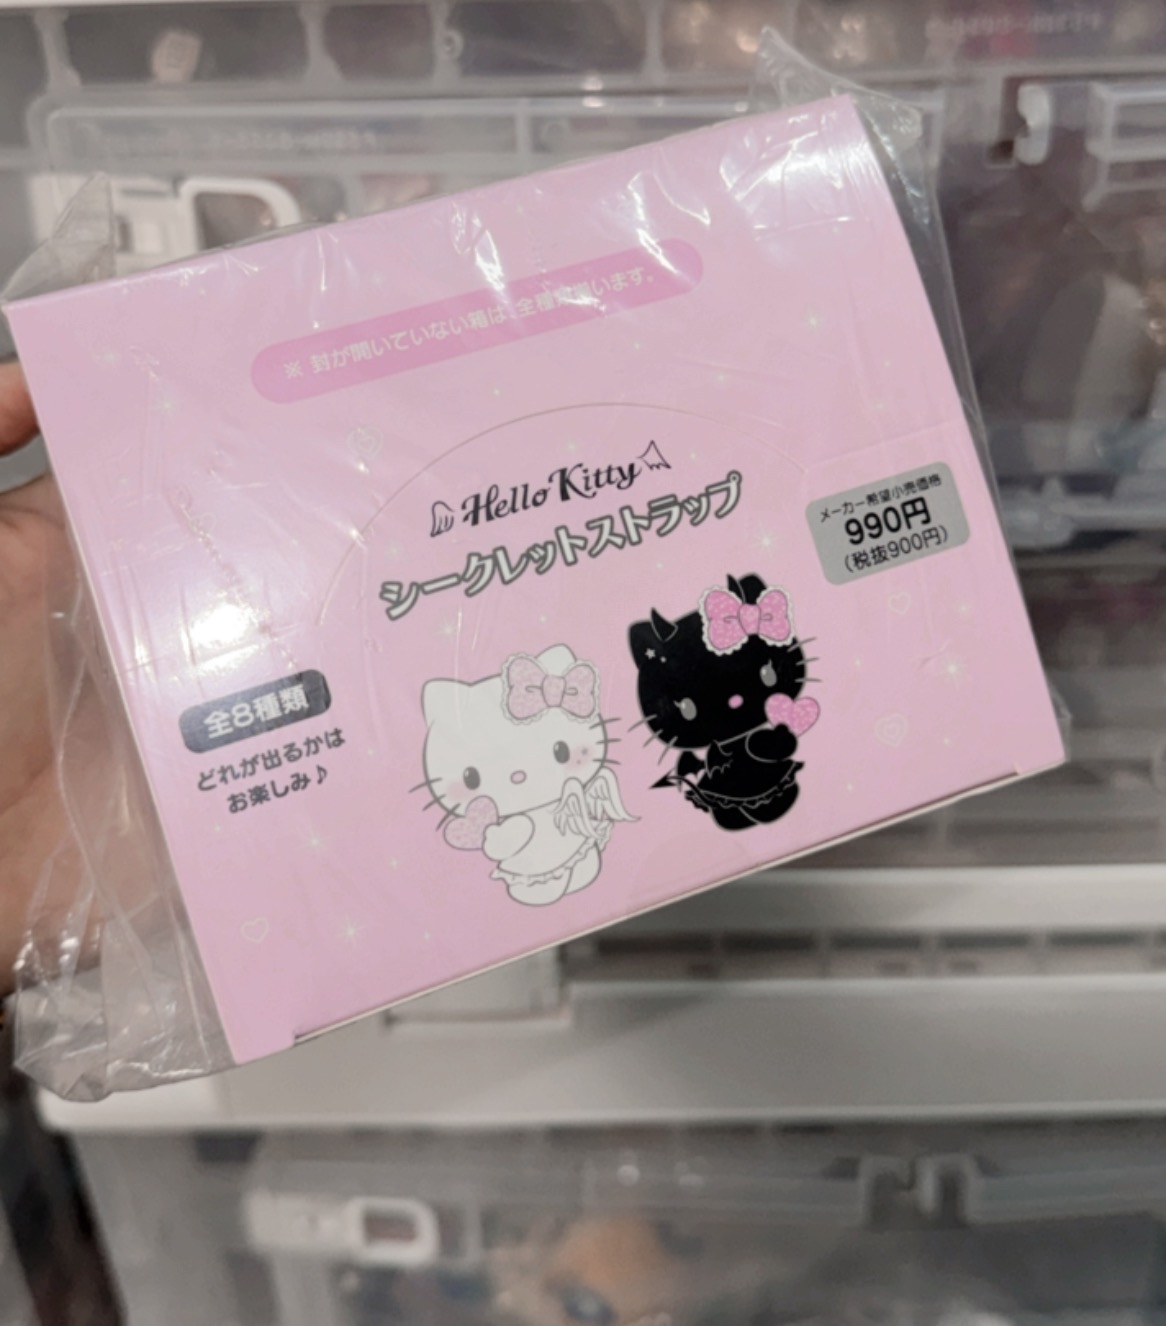 ※ 封が開いていない箱は、全種類揃います。
Hello Kitty
シークレットストラップ
メーカー希望小売価格
990円
(税抜900円)
全8種類
どれが出るかは
お楽しみ♪